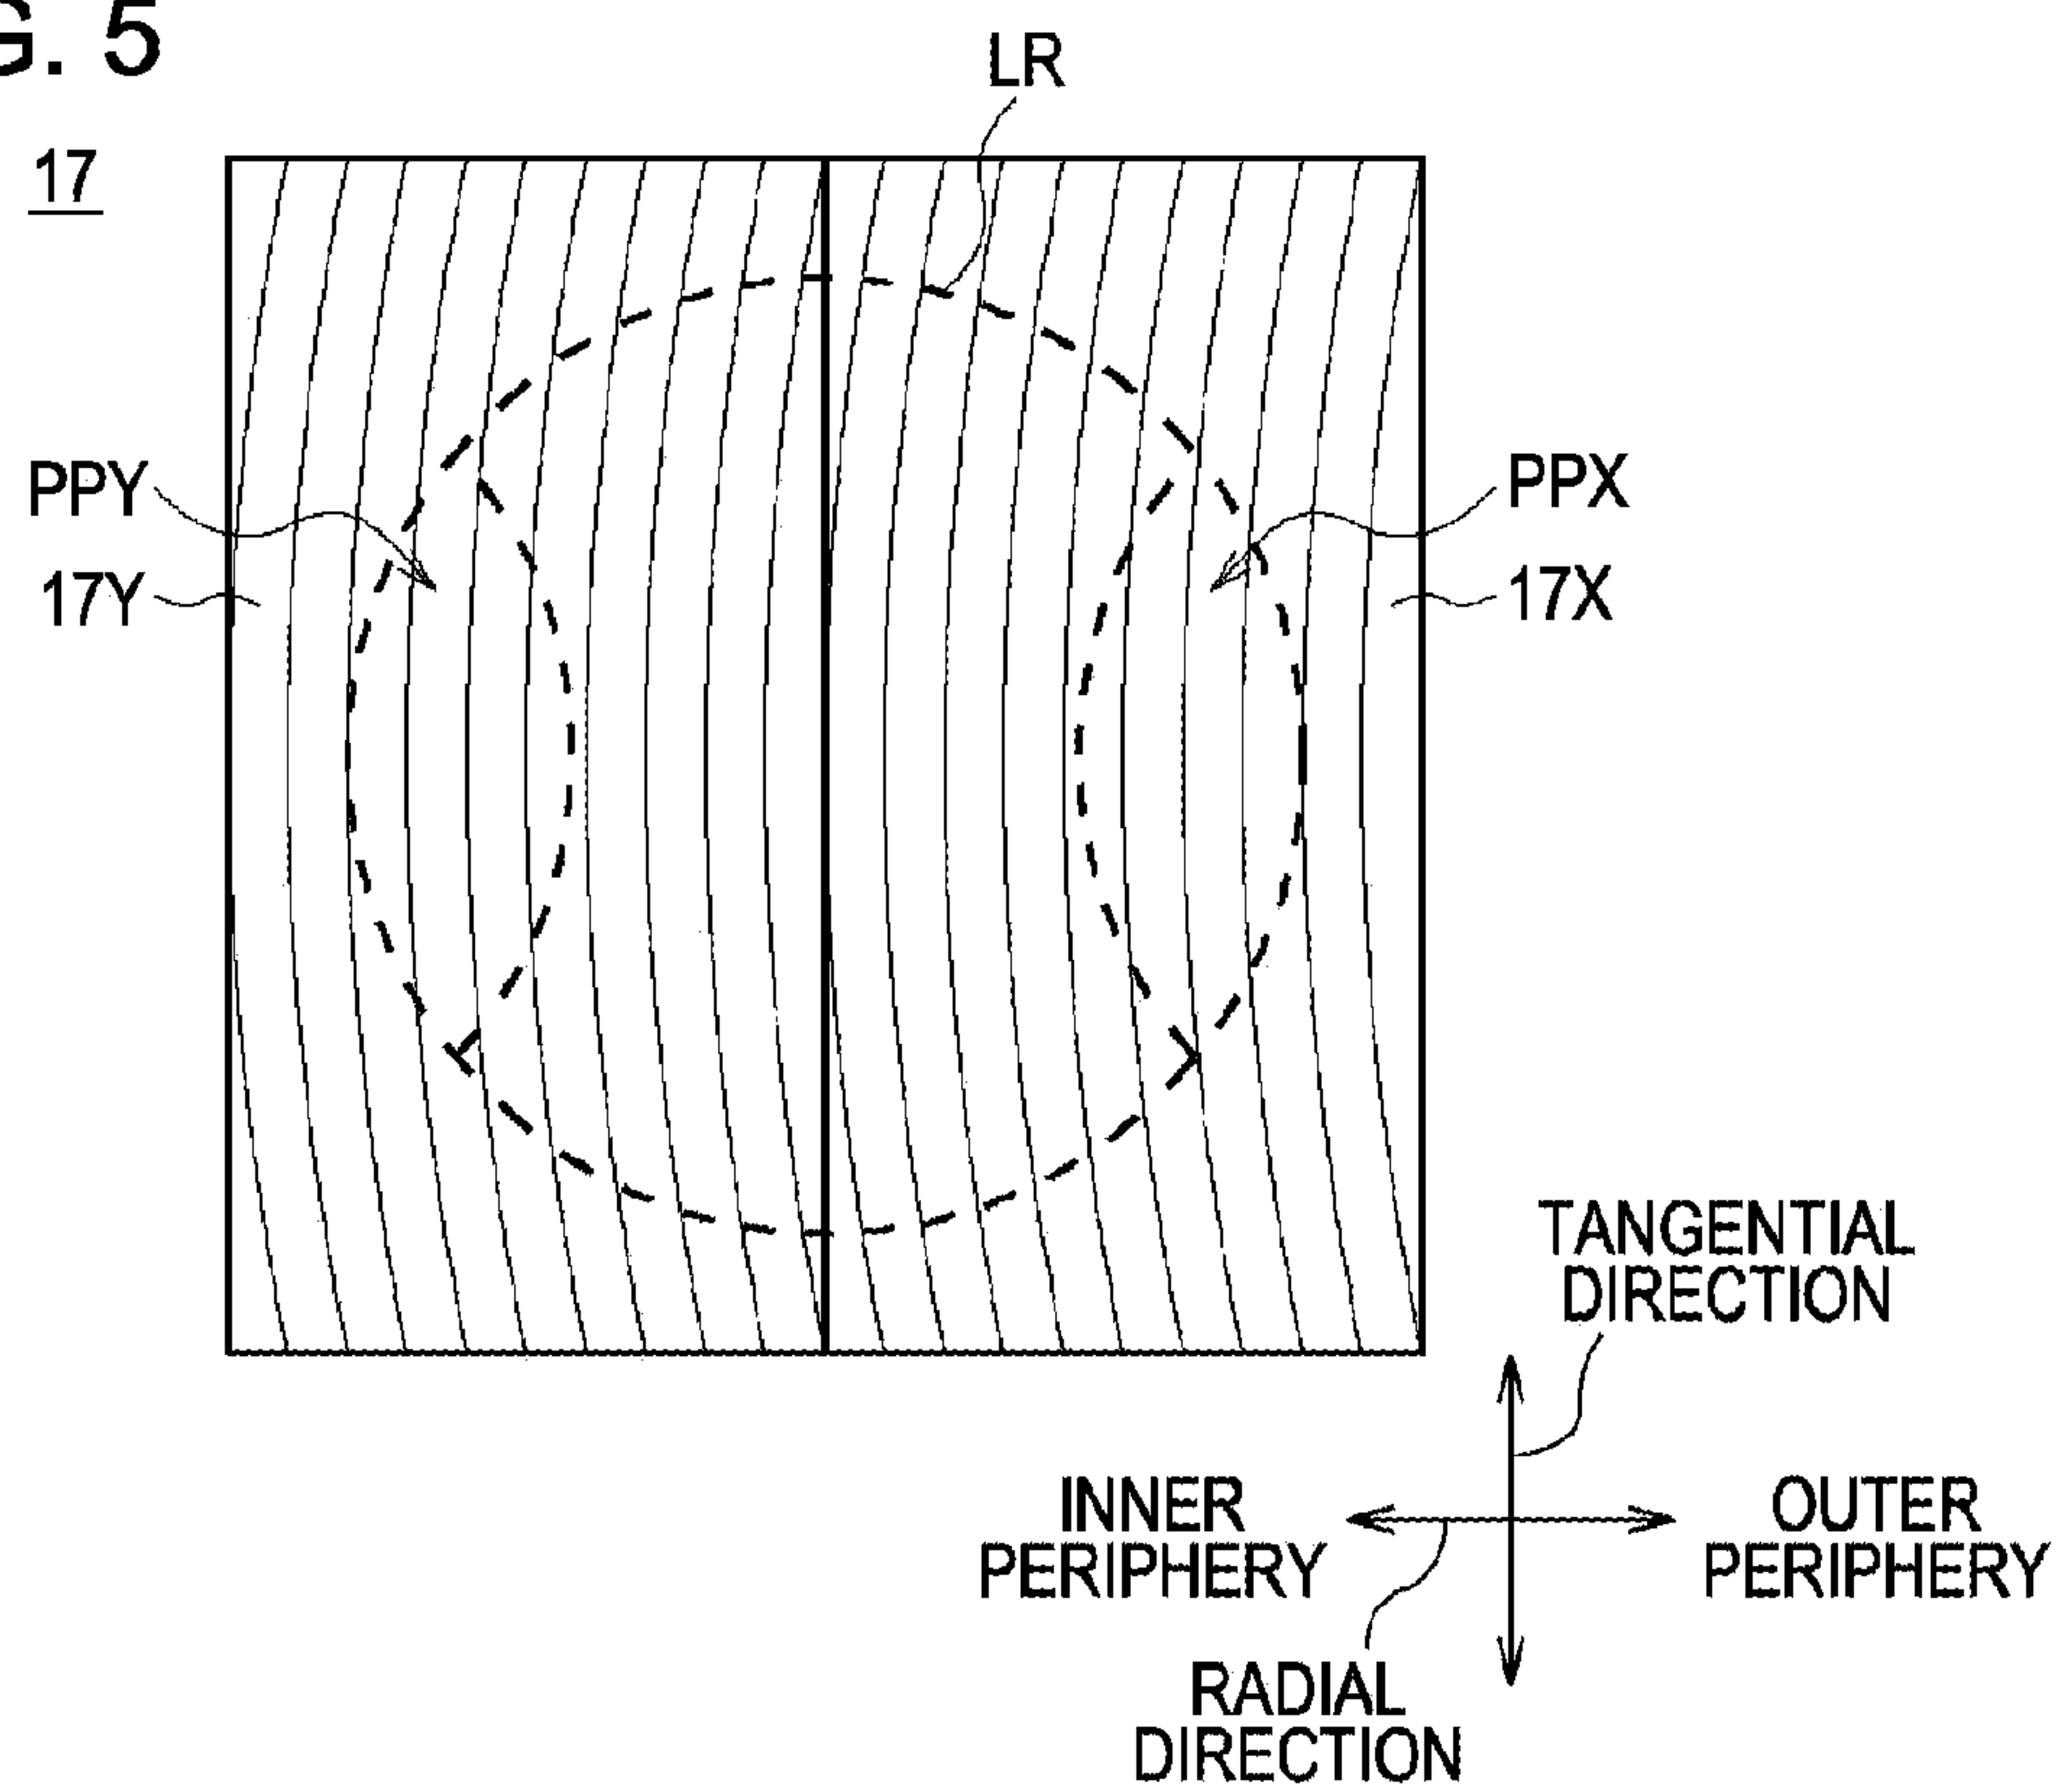 G. 5
17
LR
PPY
17Y
PPX
17X
TANGENTIAL
DIRECTION
INNER
PERIPHERY
OUTER
PERIPHERY
RADIAL
DIRECTION